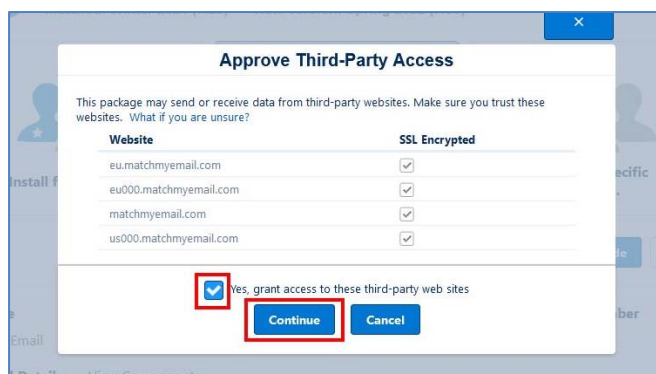 Approve Third-Party Access
This package may send or receive data from third-party websites. Make sure you trust these
websites. What if you are unsure?
Website SSL Encrypted
eu.matchmyemail.com
eu000.matchmyemail.com
matchmyemail.com
us000.matchmyemail.com
Install f
ecific
Yes, grant access to these third-party web sites
Continue Cancel
ber
Email